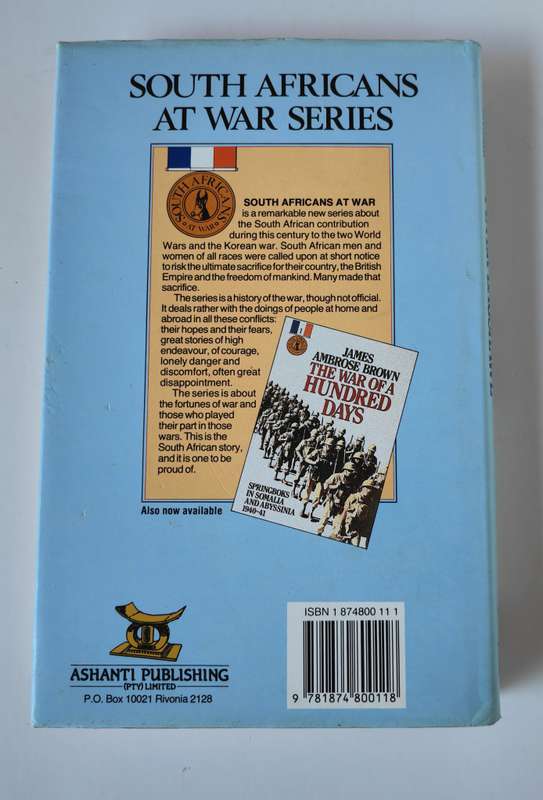 SOUTH AFRICANS
AT WAR SERIES
SOUTH AFRICANS
AT WAR
SOUTH AFRICANS AT WAR
is a remarkable new series about
the South African contribution
during this century to the two World
Wars and the Korean war. South African men and
women of all races were called upon at short notice
to risk the ultimate sacrifice for their country, the British
Empire and the freedom of mankind. Many made that
sacrifice.
The series is a history of the war, though not official.
It deals rather with the doings of people at home and
abroad in all these conflicts:
their hopes and their fears,
great stories of high
endeavour, of courage,
lonely danger and
discomfort, often great
disappointment.
The series is about
the fortunes of war and
those who played
their part in those
wars. This is the
South African story,
and it is one to be
proud of.
JAMES
AMBROSE BROWN
THE WAR OF A
HUNDRED
DAYS
SPRINGBOKS
IN SOMALIA
AND ABYSSINIA
1940-41
Also now available
ASHANTI PUBLISHING
(PTY) LIMITED
P.O. Box 10021 Rivonia 2128
ISBN 1 874800 11 1
9 781874 800118